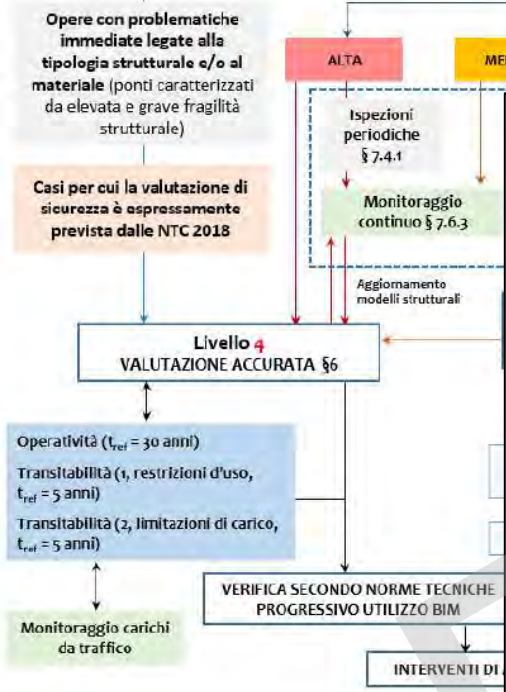 Opere con problematiche
immediate legate alla
tipologia strutturale e/o al
materiale (ponti caratterizzati
da elevata e grave fragilità
strutturale)
Casi per cui la valutazione di
sicurezza è espressamente
prevista dalle NTC 2018
ALTA
ME
Ispezioni
periodiche
§ 7.4.1
Monitoraggio
continuo § 7.6.3
Aggiornamento
modelli strutturali
Livello 4
VALUTAZIONE ACCURATA §6
Operatività (tref = 30 anni)
Transitabilità (1, restrizioni d'uso,
tref = 5 anni)
Transitabilità (2, limitazioni di carico,
tref = 5 anni)
Monitoraggio carichi
da traffico
VERIFICA SECONDO NORME TECNICHE
PROGRESSIVO UTILIZZO BIM
INTERVENTI DI